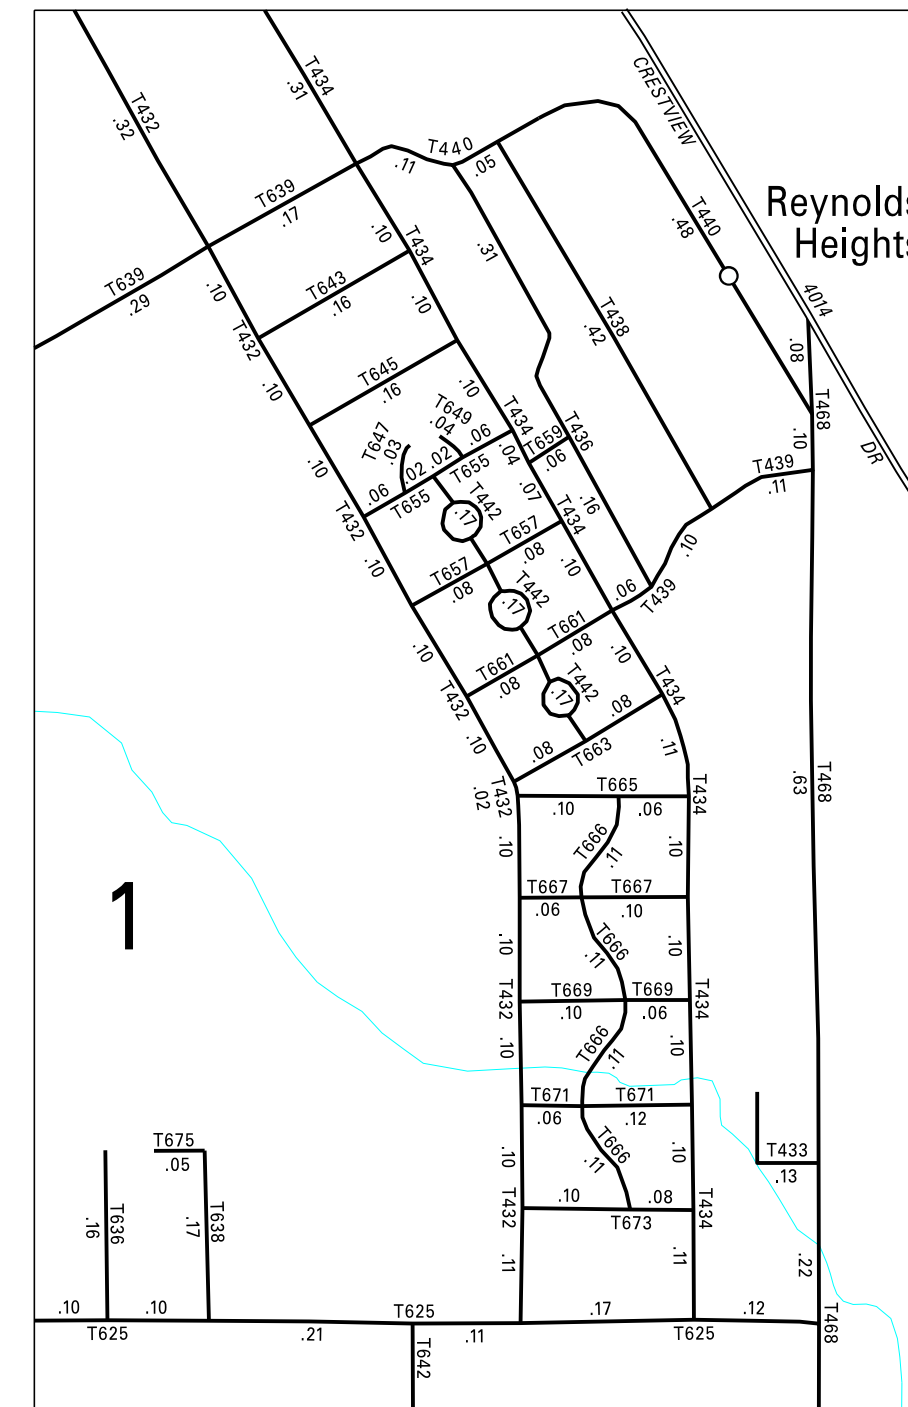 T434
.31
T432
.32
CRESTVIEW
T440
.11
.05
T639
.17
T440
.48
Reynolds
Heights
.10
T434
.31
T639
.29
.10
T643
.16
.10
4014
T438
.42
T432
.08
T645
.16
.10
.10
T649
.04
T647
.03
T434
T468
.10
.06
.02
.02
.06
T655
T655
.04
T659
.06
T436
DR
T439
.11
.10
T432
T442
.17
.07
T434
.16
T657
.08
.10
T657
.08
.10
.10
T442
.17
.06
T439
T661
.08
.10
T661
.08
.10
T432
T442
.17
T434
.08
.10
.08
T663
.11
T432
.02
T665
.10
.06
T434
T468
.63
.10
T666
.11
.10
1
T667
T667
.06
.10
.10
T666
.11
.10
T432
T669
T669
.10
.06
T434
.10
T666
.11
.10
T671
T671
.06
.12
T675
.05
.10
T666
.11
.10
T433
.13
T636
.16
T638
.17
T432
.10
.08
T673
T434
.11
.11
.22
.10
.10
T625
.17
.12
T468
T625
.21
.11
T625
T642